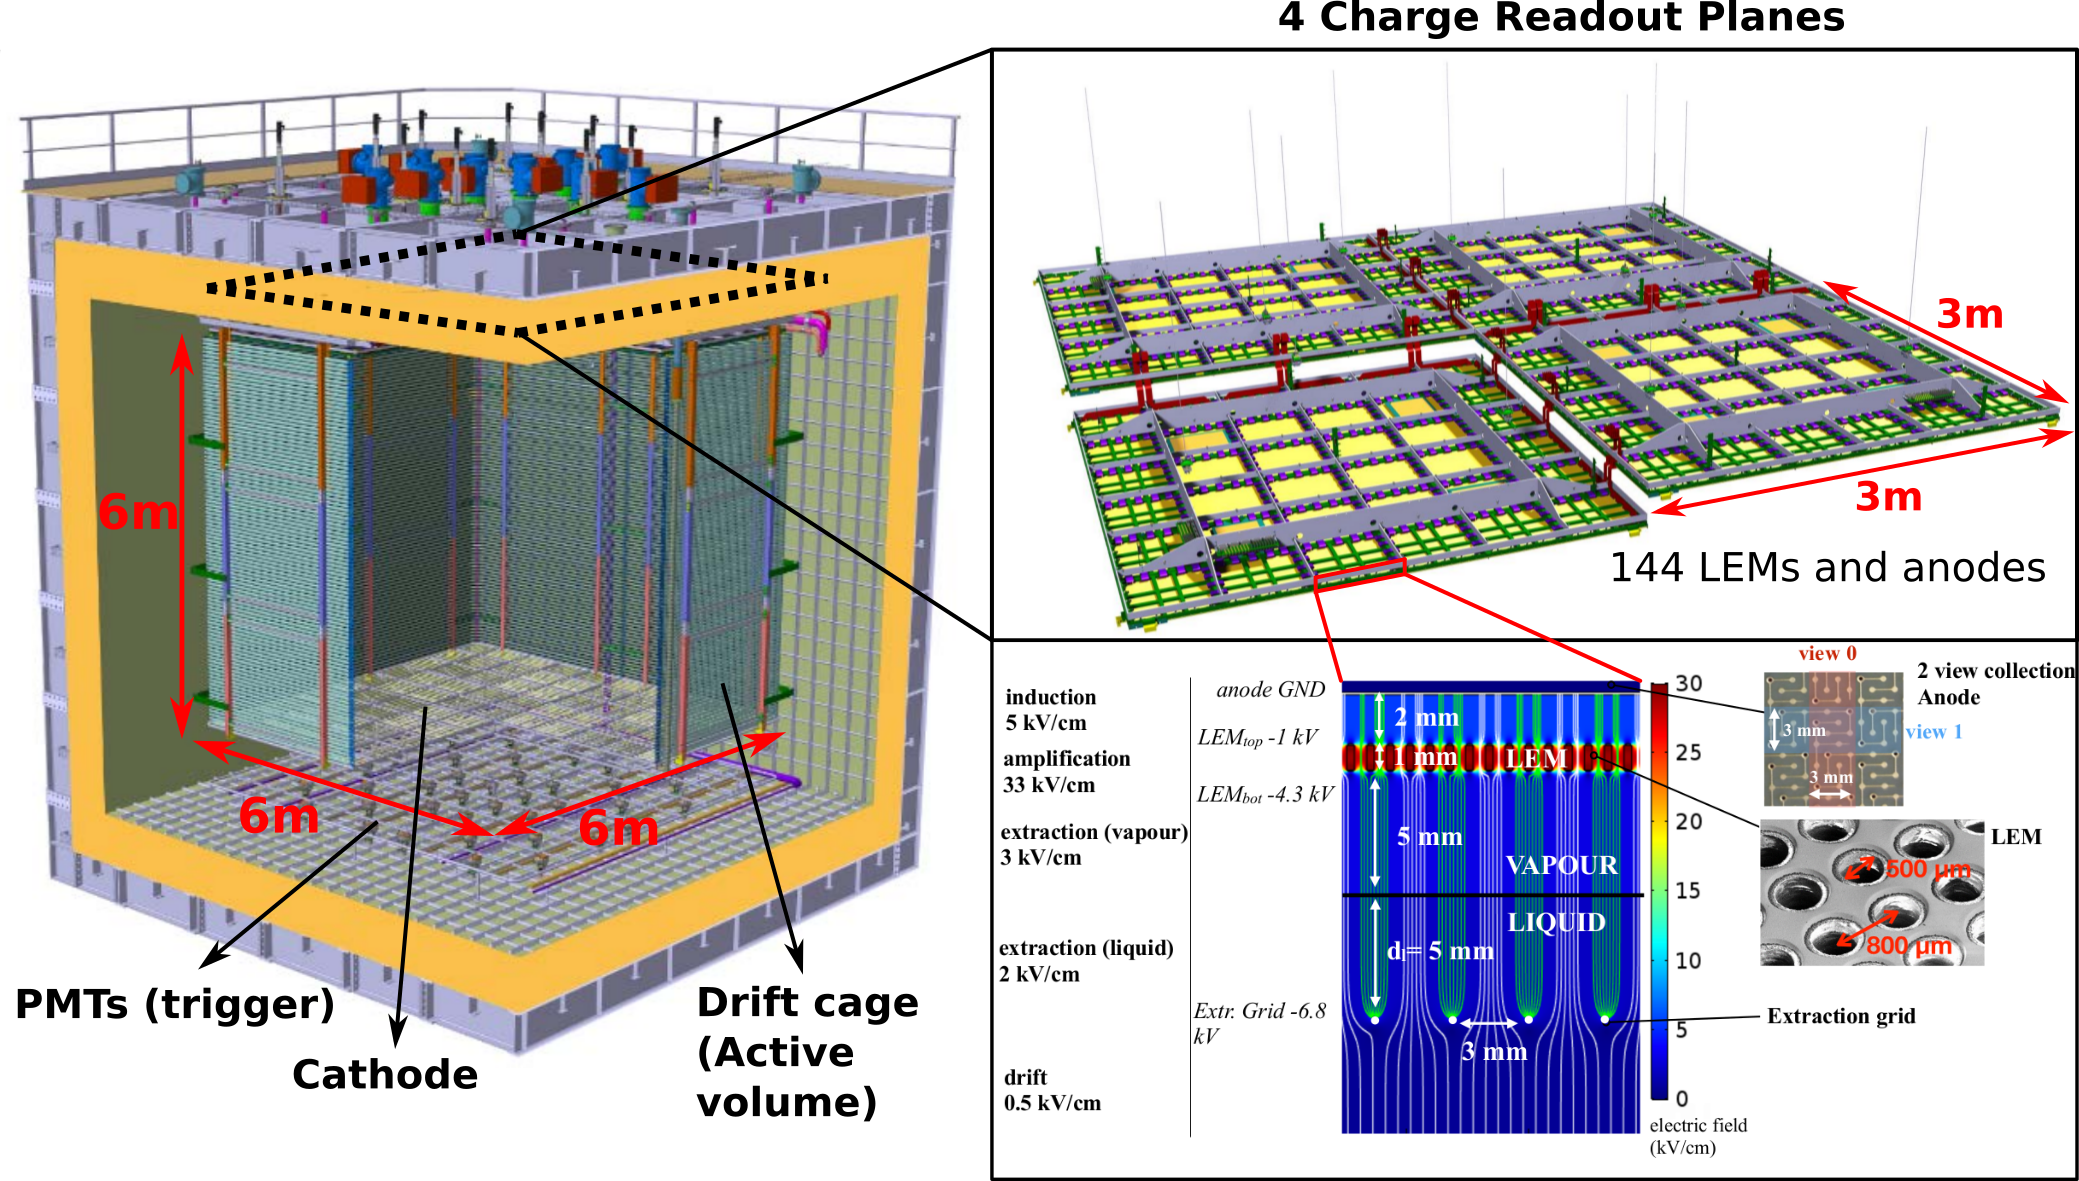 4 Charge Readout Planes
6m
6m
6m
PMTs (trigger)
Cathode
Drift cage
(Active
volume)
3m
3m
144 LEMs and anodes
induction
5 kV/cm
amplification
33 kV/cm
extraction (vapour)
3 kV/cm
extraction (liquid)
2 kV/cm
drift
0.5 kV/cm
anode GND
LEMtop -1 kV
LEMbot -4.3 kV
Extr. Grid -6.8
kV
2 mm
1 mm
LEM
5 mm
VAPOUR
LIQUID
dl= 5 mm
3 mm
30
25
20
15
10
5
0
electric field
(kV/cm)
view 0
2 view collection
Anode
view 1
3 mm
3 mm
LEM
500 µm
800 µm
Extraction grid